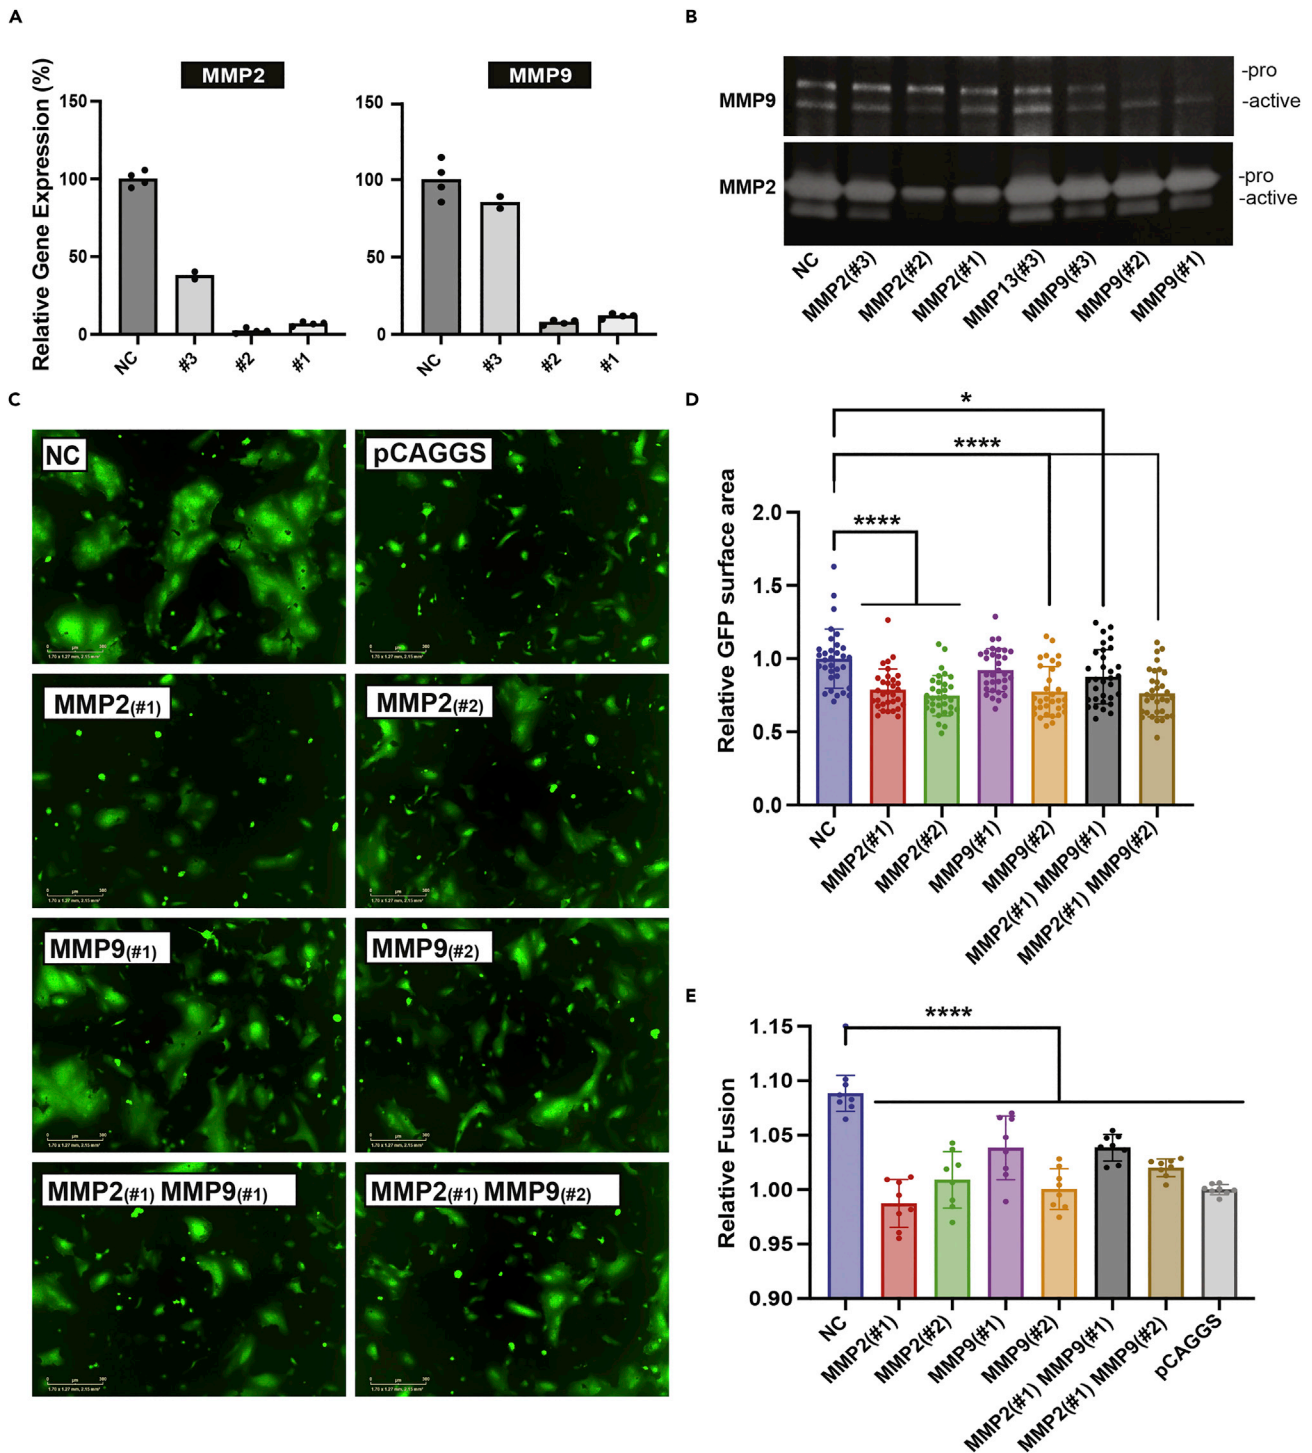 A
MMP2
MMP9
Relative Gene Expression (%)
150
100
50
0
NC
#3
#2
#1
150
100
50
0
NC
#3
#2
#1
B
MMP9
-pro
-active
MMP2
-pro
-active
NC
MMP2(#3)
MMP2(#2)
MMP2(#1)
MMP13(#3)
MMP9(#3)
MMP9(#2)
MMP9(#1)
C
NC
pCAGGS
MMP2(#1)
MMP2(#2)
MMP9(#1)
MMP9(#2)
MMP2(#1) MMP9(#1)
MMP2(#1) MMP9(#2)
D
*
****
****
Relative GFP surface area
2.0
1.5
1.0
0.5
0.0
NC
MMP2(#1)
MMP2(#2)
MMP9(#1)
MMP9(#2)
MMP2(#1) MMP9(#1)
MMP2(#1) MMP9(#2)
E
****
Relative Fusion
1.15
1.10
1.05
1.00
0.95
0.90
NC
MMP2(#1)
MMP2(#2)
MMP9(#1)
MMP9(#2)
MMP2(#1) MMP9(#1)
MMP2(#1) MMP9(#2)
pCAGGS